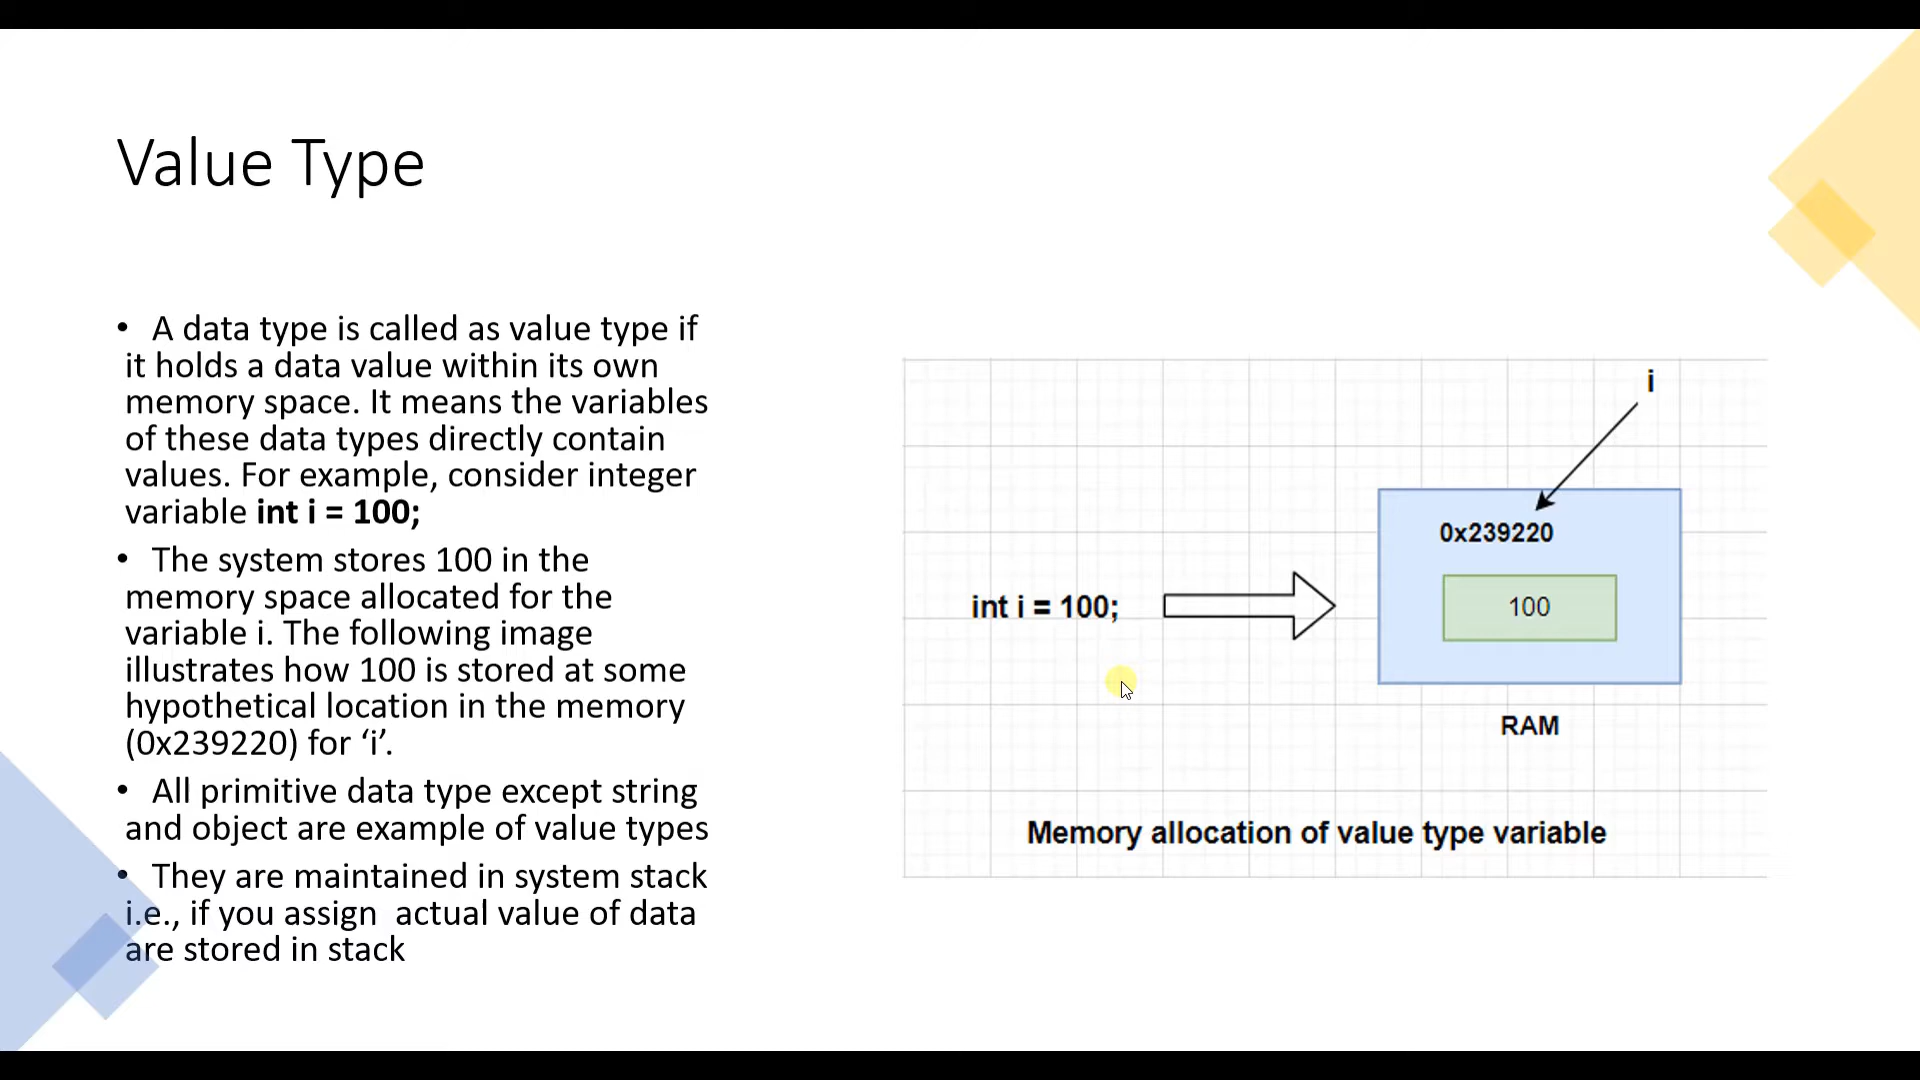 Value Type
• A data type is called as value type if
it holds a data value within its own
memory space. It means the variables
of these data types directly contain
values. For example, consider integer
variable int i = 100;
• The system stores 100 in the
memory space allocated for the
variable i. The following image
illustrates how 100 is stored at some
hypothetical location in the memory
(0x239220) for ‘i’.
• All primitive data type except string
and object are example of value types
• They are maintained in system stack
i.e., if you assign  actual value of data
are stored in stack
i
0x239220
int i = 100;
100
RAM
Memory allocation of value type variable